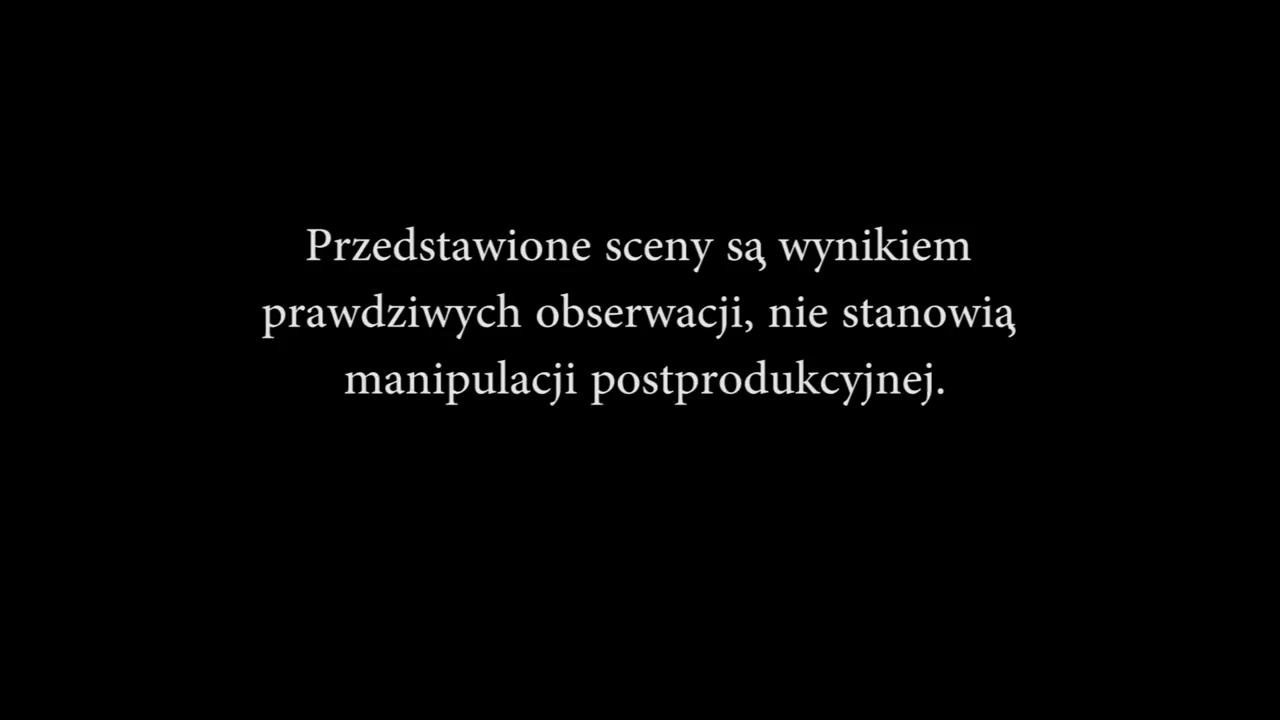 Przedstawione sceny są wynikiem
prawdziwych obserwacji, nie stanowią
manipulacji postprodukcyjnej.